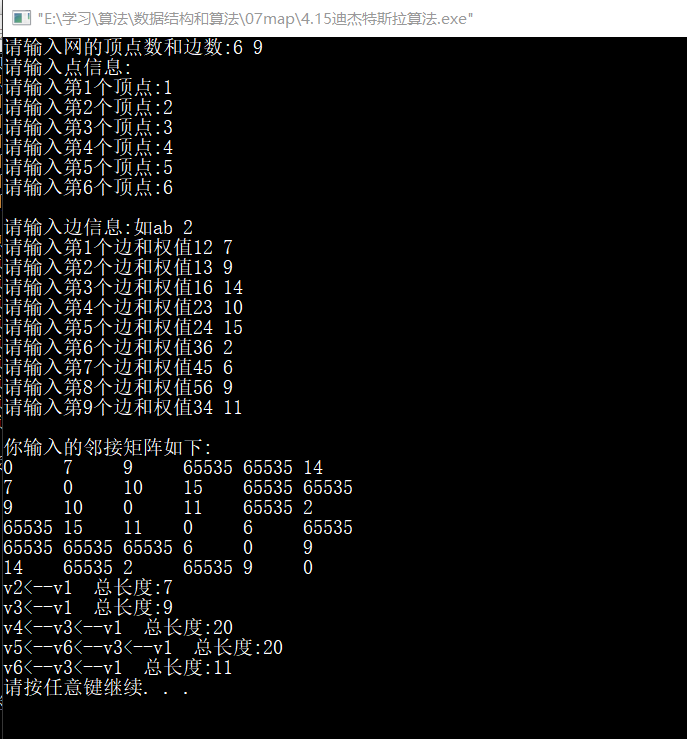 "E:\学习\算法\数据结构和算法\07map\4.15迪杰特斯拉算法.exe"
请输入网的顶点数和边数:6 9
请输入点信息:
请输入第1个顶点:1
请输入第2个顶点:2
请输入第3个顶点:3
请输入第4个顶点:4
请输入第5个顶点:5
请输入第6个顶点:6
请输入边信息:如ab 2
请输入第1个边和权值12 7
请输入第2个边和权值13 9
请输入第3个边和权值16 14
请输入第4个边和权值23 10
请输入第5个边和权值24 15
请输入第6个边和权值36 2
请输入第7个边和权值45 6
请输入第8个边和权值56 9
请输入第9个边和权值34 11
你输入的邻接矩阵如下:
0 7 9 65535 65535 14
7 0 10 15 65535 65535
9 10 0 11 65535 2
65535 15 11 0 6 65535
65535 65535 65535 6 0 9
14 65535 2 65535 9 0
v2<--v1 总长度:7
v3<--v1 总长度:9
v4<--v3<--v1 总长度:20
v5<--v6<--v3<--v1 总长度:20
v6<--v3<--v1 总长度:11
请按任意键继续. . .